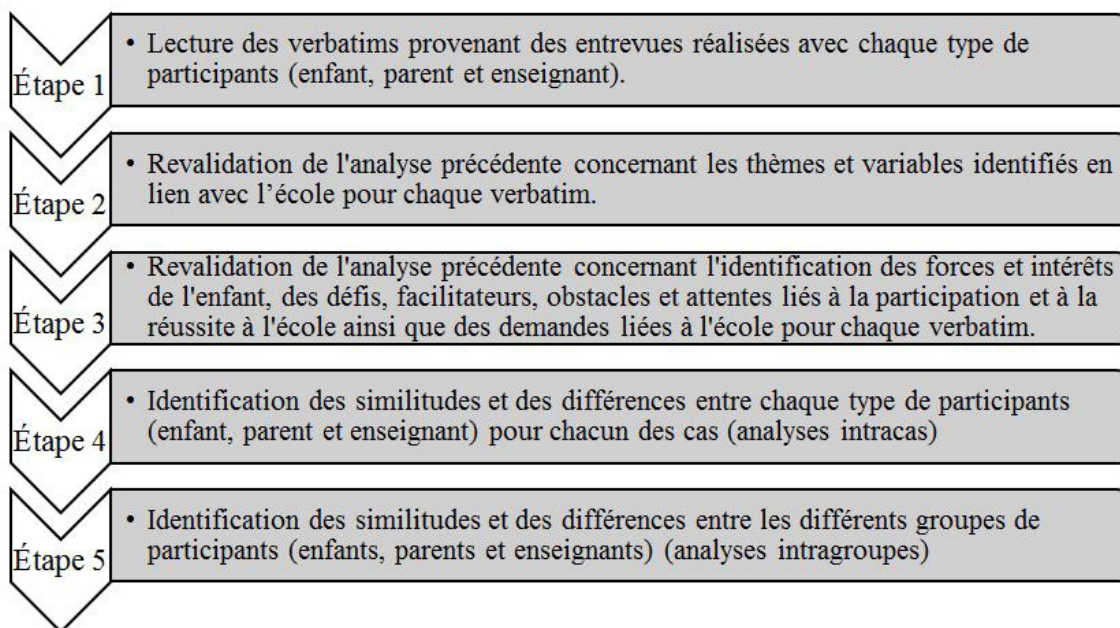 Étape 1
• Lecture des verbatims provenant des entrevues réalisées avec chaque type de
participants (enfant, parent et enseignant).
Étape 2
• Revalidation de l'analyse précédente concernant les thèmes et variables identifiés en
lien avec l’école pour chaque verbatim.
Étape 3
• Revalidation de l'analyse précédente concernant l'identification des forces et intérêts
de l'enfant, des défis, facilitateurs, obstacles et attentes liés à la participation et à la
réussite à l'école ainsi que des demandes liées à l'école pour chaque verbatim.
Étape 4
• Identification des similitudes et des différences entre chaque type de participants
(enfant, parent et enseignant) pour chacun des cas (analyses intracas)
Étape 5
• Identification des similitudes et des différences entre les différents groupes de
participants (enfants, parents et enseignants) (analyses intragroupes)